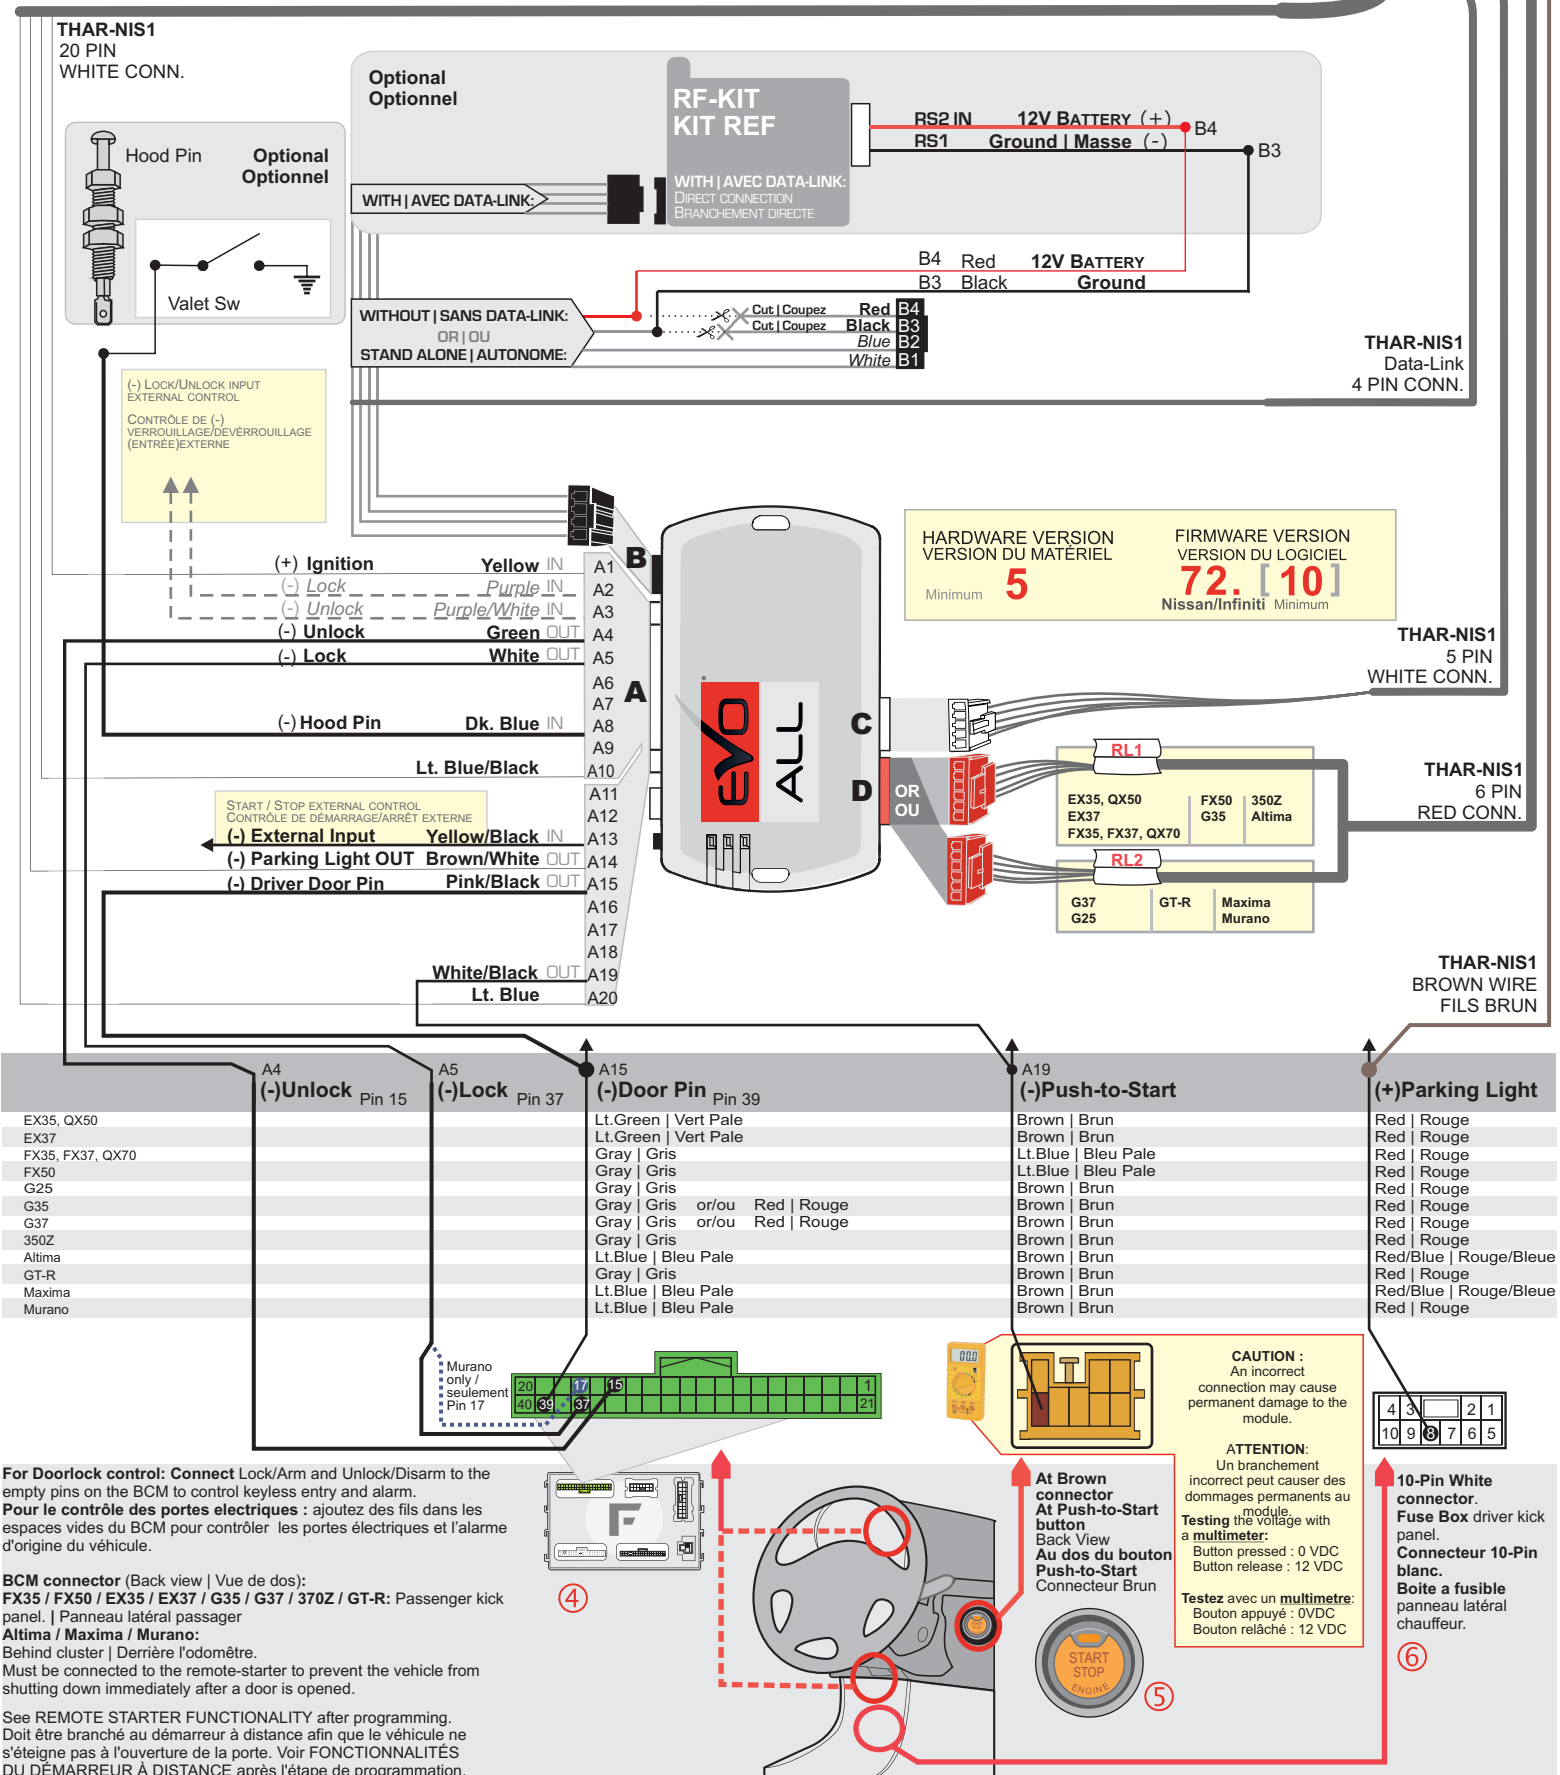 THAR-NIS1
20 PIN
WHITE CONN.
Optional
Optionnel
RF-KIT
KIT REF
WITH | AVEC DATA-LINK:
DIRECT CONNECTION
BRANCHEMENT DIRECTE
RS2 IN 12V BATTERY (+) B4
RS1 Ground | Masse (-) B3
WITH | AVEC DATA-LINK:
Hood Pin
Optional
Optionnel
Valet Sw
B4 Red 12V BATTERY
B3 Black Ground
WITHOUT | SANS DATA-LINK:
OR | OU
STAND ALONE | AUTONOME:
Cut | Coupez Red B4
Cut | Coupez Black B3
Blue B2
White B1
THAR-NIS1
Data-Link
4 PIN CONN.
(-) LOCK/UNLOCK INPUT
EXTERNAL CONTROL
CONTRÔLE DE (-)
VERROUILLAGE/DEVÉRROUILLAGE
(ENTRÉE)EXTERNE
HARDWARE VERSION
VERSION DU MATÉRIEL
Minimum 5
FIRMWARE VERSION
VERSION DU LOGICIEL
72. [10]
Nissan/Infiniti Minimum
B
A
C
D
EVO
ALL
OR
OU
(+) Ignition Yellow IN A1
(-) Lock Purple IN A2
(-) Unlock Purple/White IN A3
(-) Unlock Green OUT A4
(-) Lock White OUT A5
A6
A7
(-) Hood Pin Dk. Blue IN A8
A9
Lt. Blue/Black A10
A11
START / STOP EXTERNAL CONTROL
CONTRÔLE DE DÉMARRAGE/ARRÊT EXTERNE
A12
(-) External Input Yellow/Black IN A13
(-) Parking Light OUT Brown/White OUT A14
(-) Driver Door Pin Pink/Black OUT A15
A16
A17
A18
White/Black OUT A19
Lt. Blue A20
THAR-NIS1
5 PIN
WHITE CONN.
RL1
EX35, QX50
EX37
FX35, FX37, QX70
FX50
G35
350Z
Altima
THAR-NIS1
6 PIN
RED CONN.
RL2
G37
G25
GT-R
Maxima
Murano
THAR-NIS1
BROWN WIRE
FILS BRUN
A4 A5 A15 A19
(-)Unlock Pin 15 (-)Lock Pin 37 (-)Door Pin Pin 39 (-)Push-to-Start (+)Parking Light
EX35, QX50 Lt.Green | Vert Pale Brown | Brun Red | Rouge
EX37 Lt.Green | Vert Pale Brown | Brun Red | Rouge
FX35, FX37, QX70 Gray | Gris Lt.Blue | Bleu Pale Red | Rouge
FX50 Gray | Gris Lt.Blue | Bleu Pale Red | Rouge
G25 Gray | Gris Brown | Brun Red | Rouge
G35 Gray | Gris or/ou Red | Rouge Brown | Brun Red | Rouge
G37 Gray | Gris or/ou Red | Rouge Brown | Brun Red | Rouge
350Z Gray | Gris Brown | Brun Red | Rouge
Altima Lt.Blue | Bleu Pale Brown | Brun Red/Blue | Rouge/Bleue
GT-R Gray | Gris Brown | Brun Red | Rouge
Maxima Lt.Blue | Bleu Pale Brown | Brun Red/Blue | Rouge/Bleue
Murano Lt.Blue | Bleu Pale Brown | Brun Red | Rouge
Murano
only /
seulement
Pin 17
20 17 15 1
40 39 37 21
00.0
CAUTION :
An incorrect
connection may cause
permanent damage to the
module.
ATTENTION:
Un branchement
incorrect peut causer des
dommages permanents au
module.
Testing the voltage with
a multimeter:
Button pressed : 0 VDC
Button release : 12 VDC
Testez avec un multimetre:
Bouton appuyé : 0VDC
Bouton relâché : 12 VDC
4 3 2 1
10 9 8 7 6 5
For Doorlock control: Connect Lock/Arm and Unlock/Disarm to the
empty pins on the BCM to control keyless entry and alarm.
Pour le contrôle des portes electriques : ajoutez des fils dans les
espaces vides du BCM pour contrôler les portes électriques et l'alarme
d'origine du véhicule.
BCM connector (Back view | Vue de dos):
FX35 / FX50 / EX35 / EX37 / G35 / G37 / 370Z / GT-R: Passenger kick
panel. | Panneau latéral passager
Altima / Maxima / Murano:
Behind cluster | Derrière l'odomêtre.
Must be connected to the remote-starter to prevent the vehicle from
shutting down immediately after a door is opened.
See REMOTE STARTER FUNCTIONALITY after programming.
Doit être branché au démarreur à distance afin que le véhicule ne
s'éteigne pas à l'ouverture de la porte. Voir FONCTIONNALITÉS
DU DÉMARREUR À DISTANCE après l'étape de programmation.
F
4
At Brown
connector
At Push-to-Start
button
Back View
Au dos du bouton
Push-to-Start
Connecteur Brun
START
STOP
ENGINE
5
10-Pin White
connector.
Fuse Box driver kick
panel.
Connecteur 10-Pin
blanc.
Boite a fusible
panneau latéral
chauffeur.
6